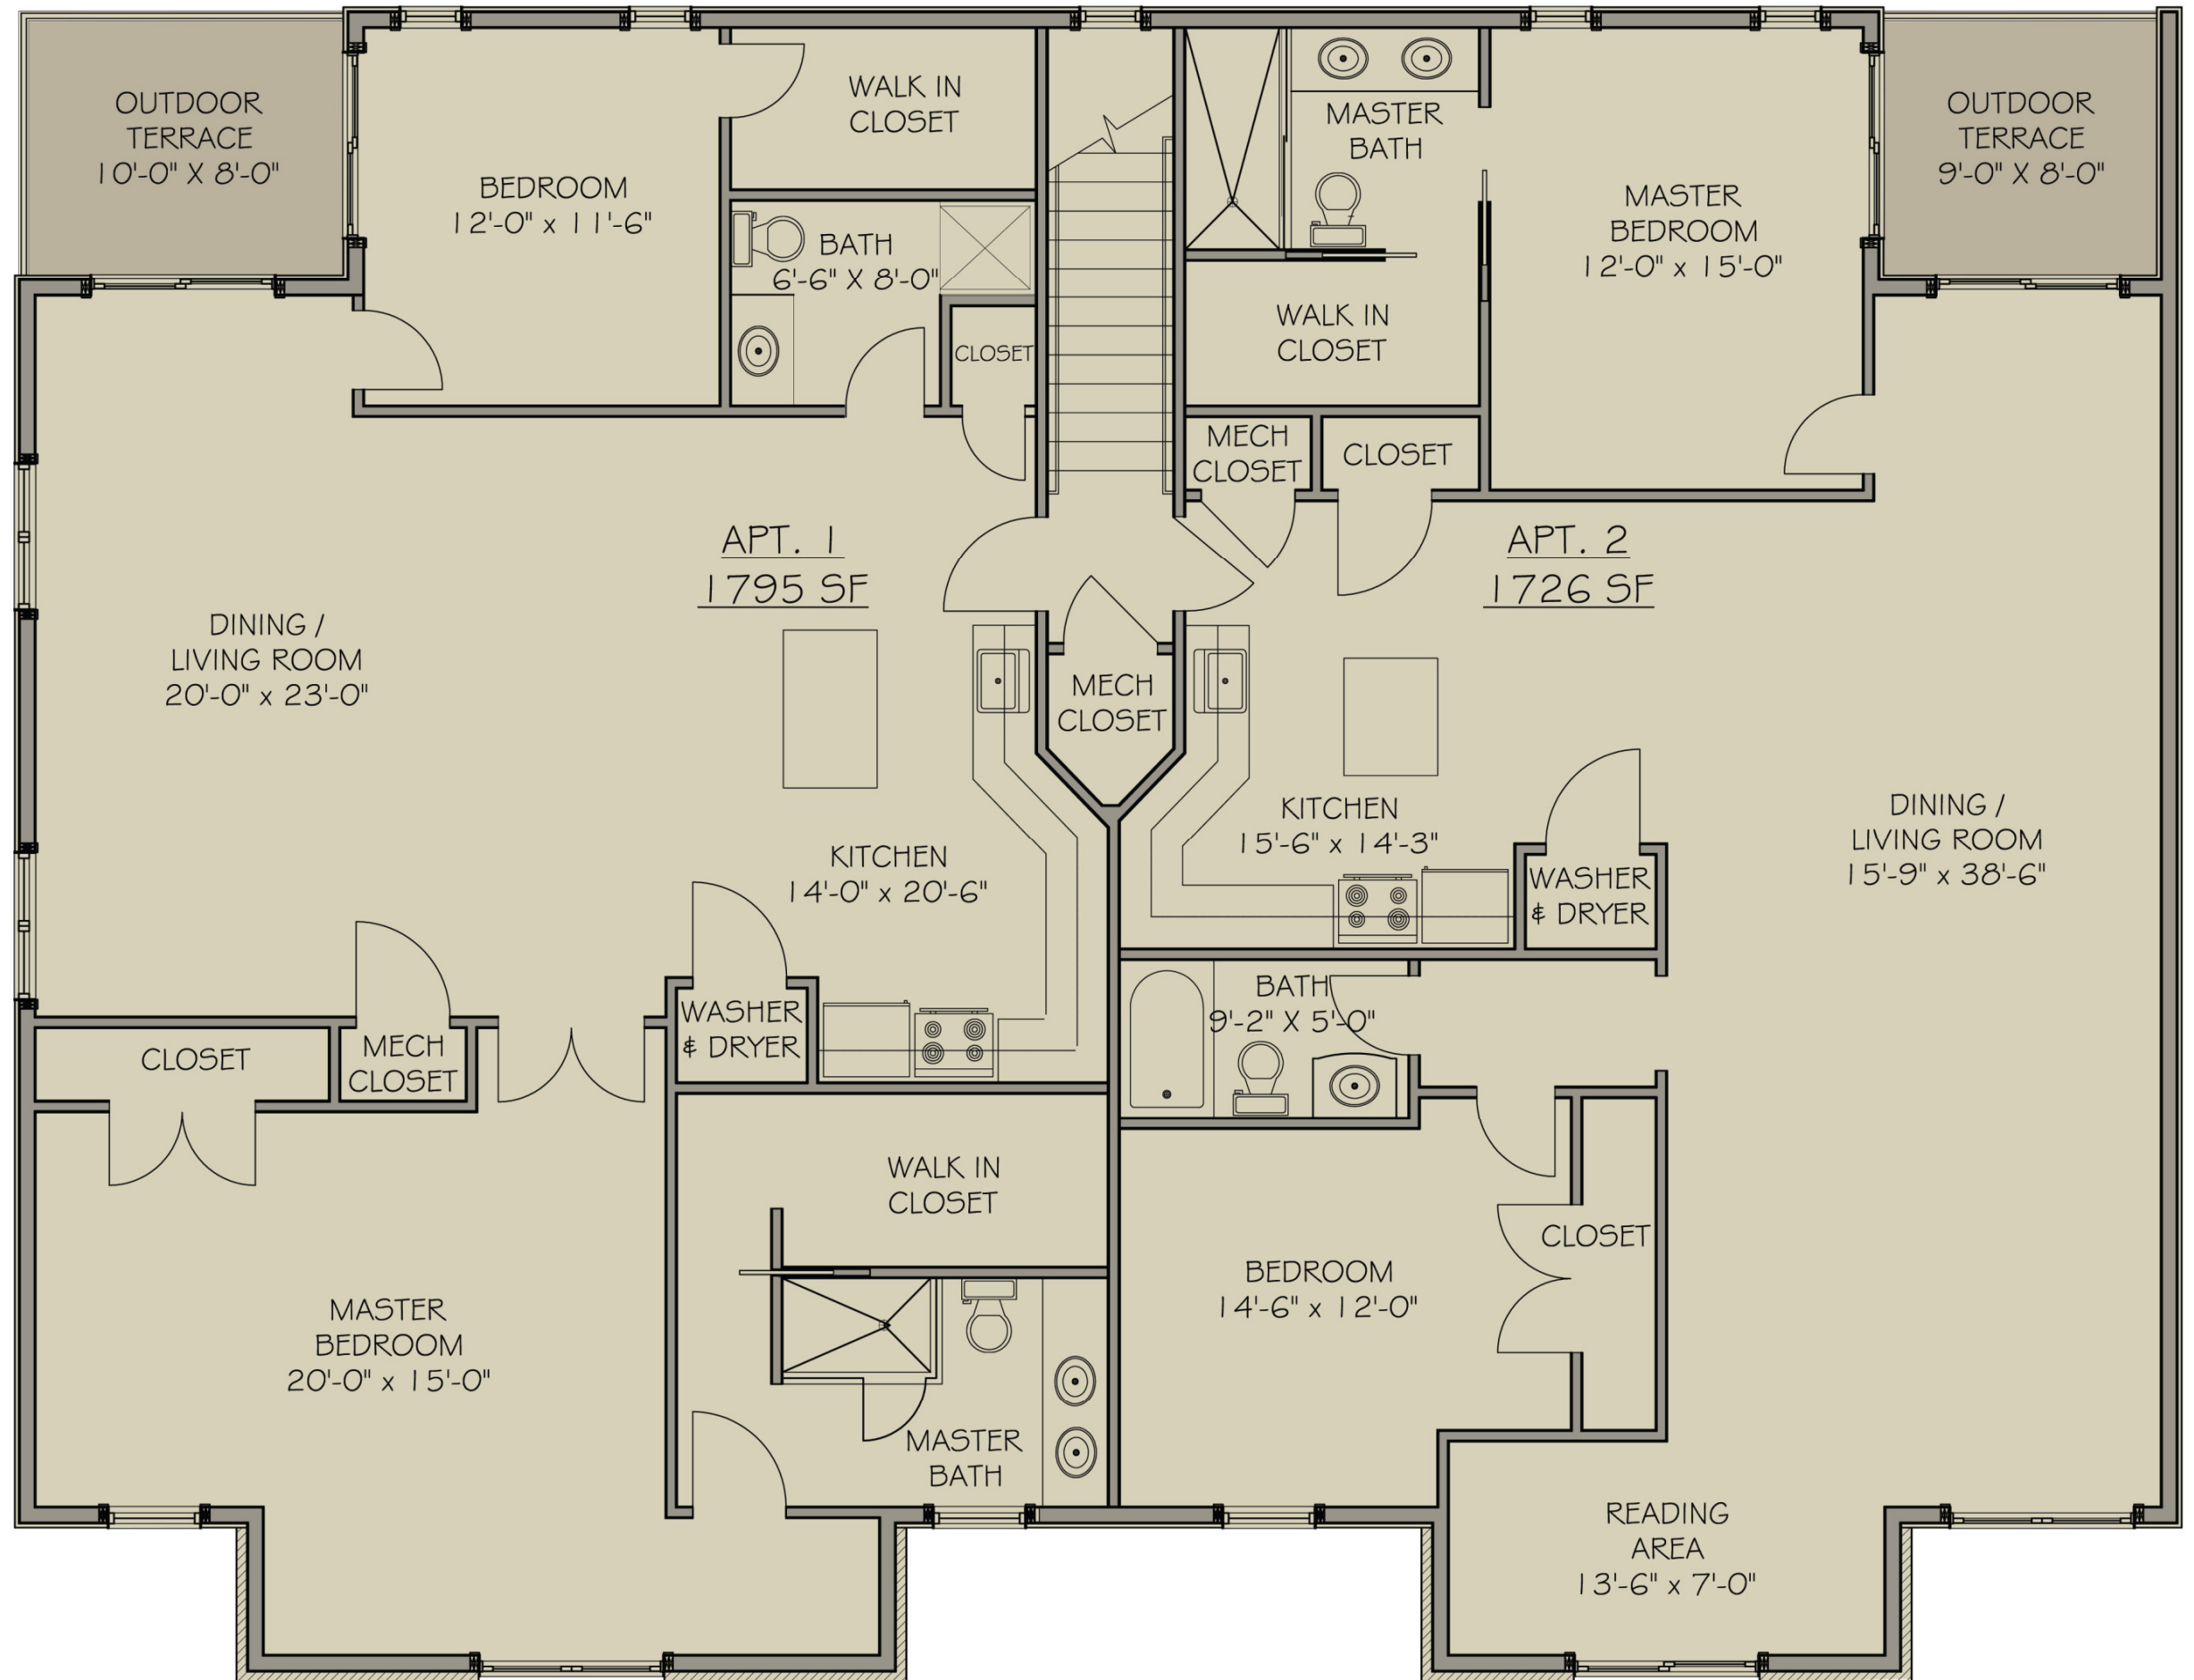 OUTDOOR
TERRACE
10'-0" X 8'-0"
BEDROOM
12'-0" x 11'-6"
WALK IN
CLOSET
BATH
6'-6" X 8'-0"
CLOSET
MASTER
BATH
WALK IN
CLOSET
MASTER
BEDROOM
12'-0" x 15'-0"
OUTDOOR
TERRACE
9'-0" X 8'-0"
MECH
CLOSET
CLOSET
APT. 1
1795 SF
APT. 2
1726 SF
DINING /
LIVING ROOM
20'-0" x 23'-0"
MECH
CLOSET
KITCHEN
14'-0" x 20'-6"
KITCHEN
15'-6" x 14'-3"
WASHER
& DRYER
DINING /
LIVING ROOM
15'-9" x 38'-6"
CLOSET
MECH
CLOSET
WASHER
& DRYER
BATH
9'-2" X 5'-0"
WALK IN
CLOSET
CLOSET
BEDROOM
14'-6" x 12'-0"
MASTER
BEDROOM
20'-0" x 15'-0"
MASTER
BATH
READING
AREA
13'-6" x 7'-0"